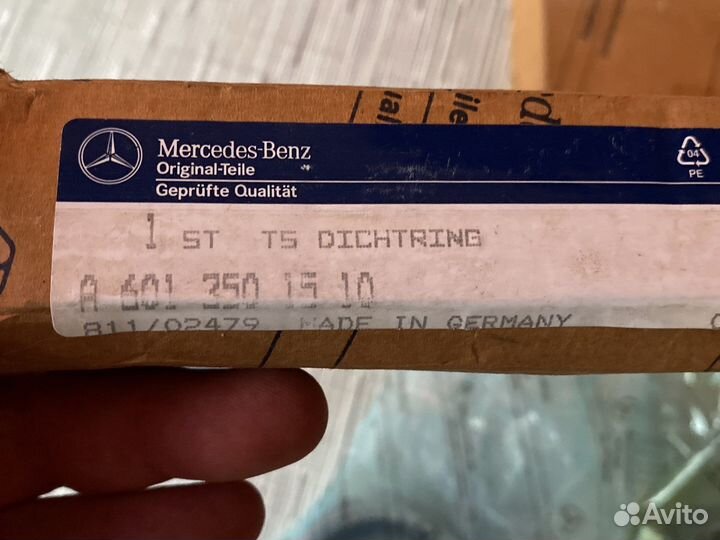 Mercedes-Benz
Original-Teile
Geprüfte Qualität
04
PE
1 ST TS DICHTRING
A 601 350 15 10
811/02479 MADE IN GERMANY
Avito